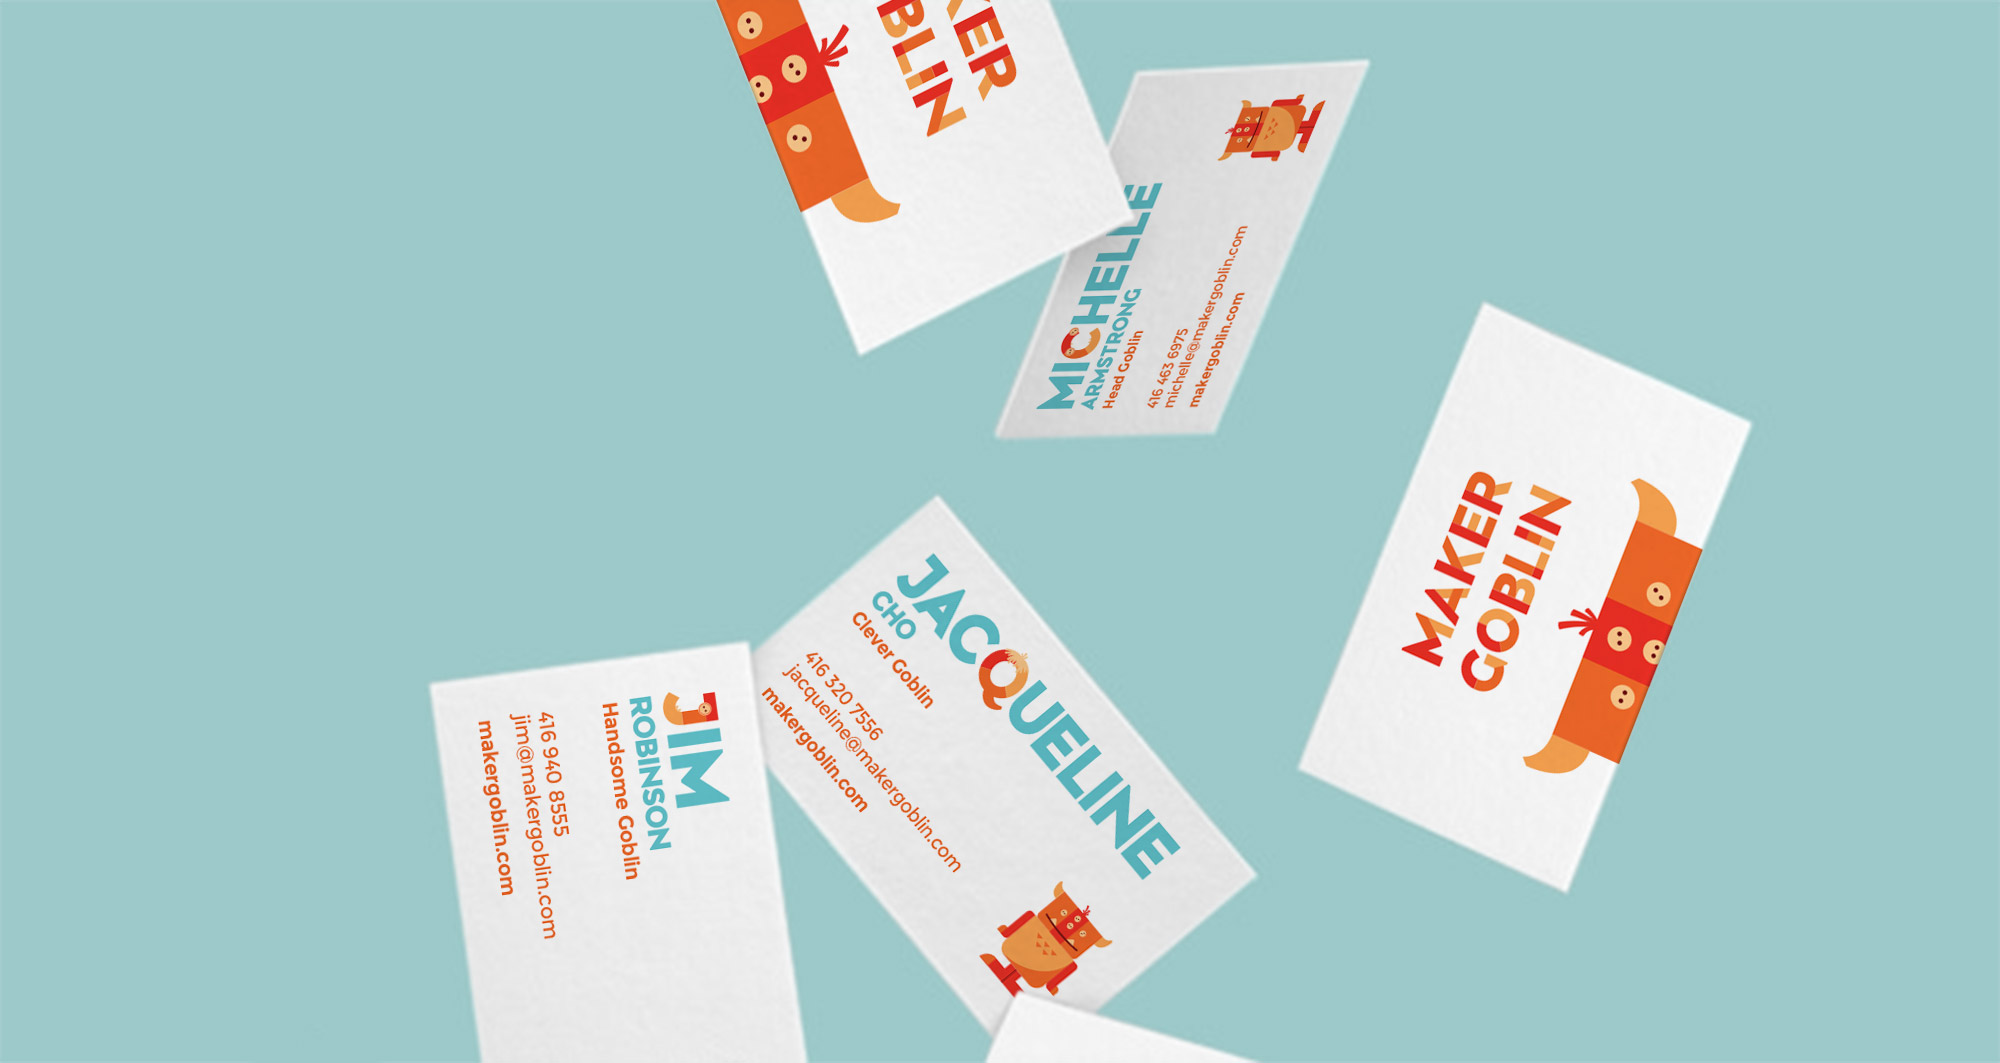 KER
BLIN
MICHELLE
ARMSTRONG
Head Goblin
416 463 6975
michelle@makergoblin.com
makergoblin.com
MAKER
GOBLIN
JACQUELINE
CHO
Clever Goblin
416 320 7556
jacqueline@makergoblin.com
makergoblin.com
JIM
ROBINSON
Handsome Goblin
416 940 8555
jim@makergoblin.com
makergoblin.com